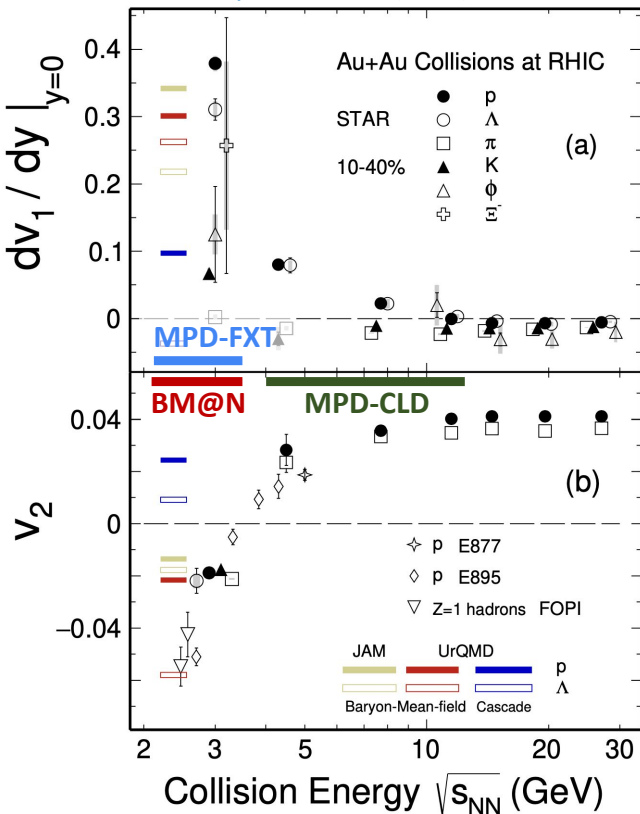 0.4
0.3
0.2
0.1
0
dv₁ / dy |y=0
Au+Au Collisions at RHIC
STAR
10-40%
p
Λ
π
K
ϕ
Ξ⁻
(a)
MPD-FXT
BM@N
MPD-CLD
0.04
0
−0.04
v₂
(b)
p E877
p E895
Z=1 hadrons FOPI
JAM UrQMD
p
Λ
Baryon-Mean-field Cascade
2 3 4 5 10 20 30
Collision Energy √sNN (GeV)